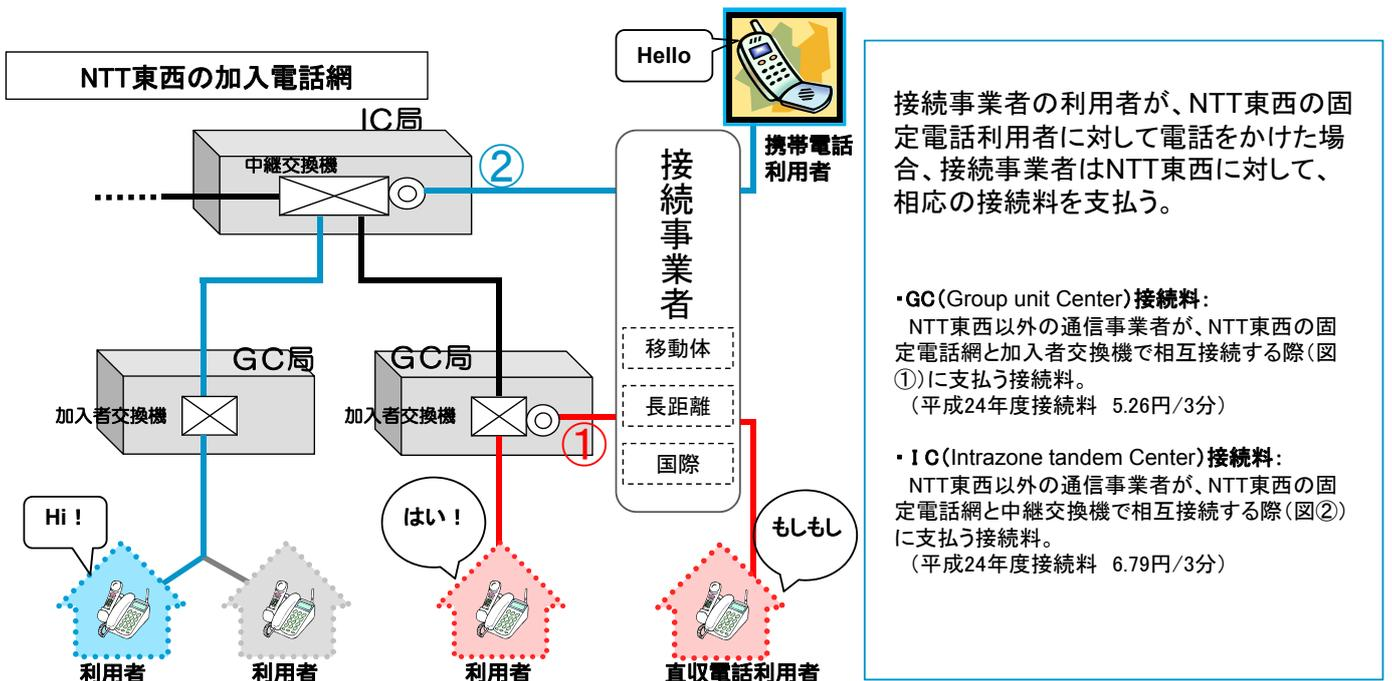 NTT東西の加入電話網
Hello
携帯電話
利用者
IC局
中継交換機
②
接続事業者
移動体
長距離
国際
GC局
加入者交換機
GC局
加入者交換機
①
Hi！
はい！
もしもし
利用者
利用者
利用者
直収電話利用者
接続事業者の利用者が、NTT東西の固
定電話利用者に対して電話をかけた場
合、接続事業者はNTT東西に対して、
相応の接続料を支払う。
・GC（Group unit Center）接続料：
NTT東西以外の通信事業者が、NTT東西の固
定電話網と加入者交換機で相互接続する際（図
①）に支払う接続料。
（平成24年度接続料 5.26円/3分）
・ＩC（Intrazone tandem Center）接続料：
NTT東西以外の通信事業者が、NTT東西の固
定電話網と中継交換機で相互接続する際（図②）
に支払う接続料。
（平成24年度接続料 6.79円/3分）